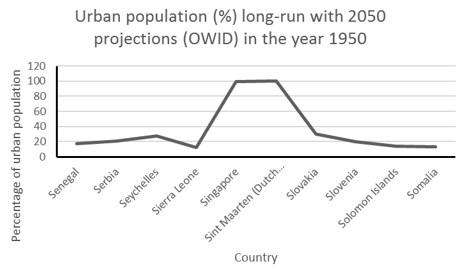 Urban population (%) long-run with 2050
projections (OWID) in the year 1950
Percentage of urban population
120
100
80
60
40
20
0
Senegal
Serbia
Seychelles
Sierra Leone
Singapore
Sint Maarten (Dutch...
Slovakia
Slovenia
Solomon Islands
Somalia
Country